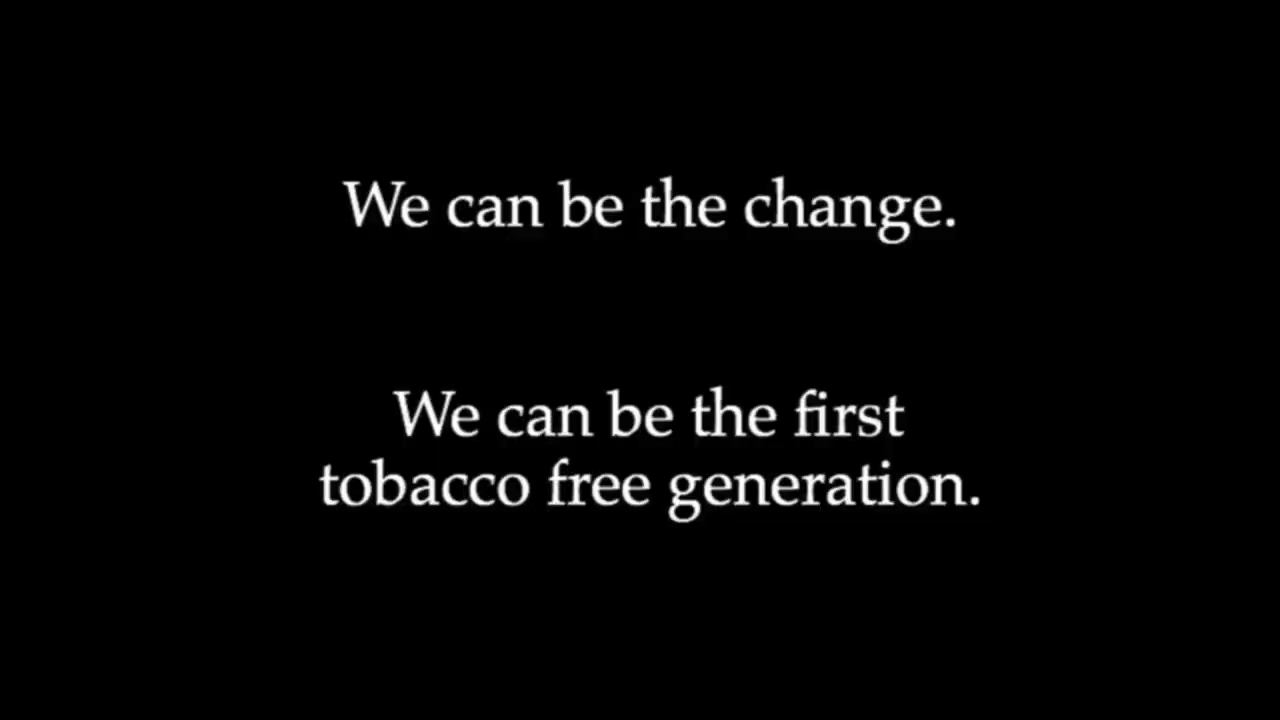 We can be the change.
We can be the first
tobacco free generation.